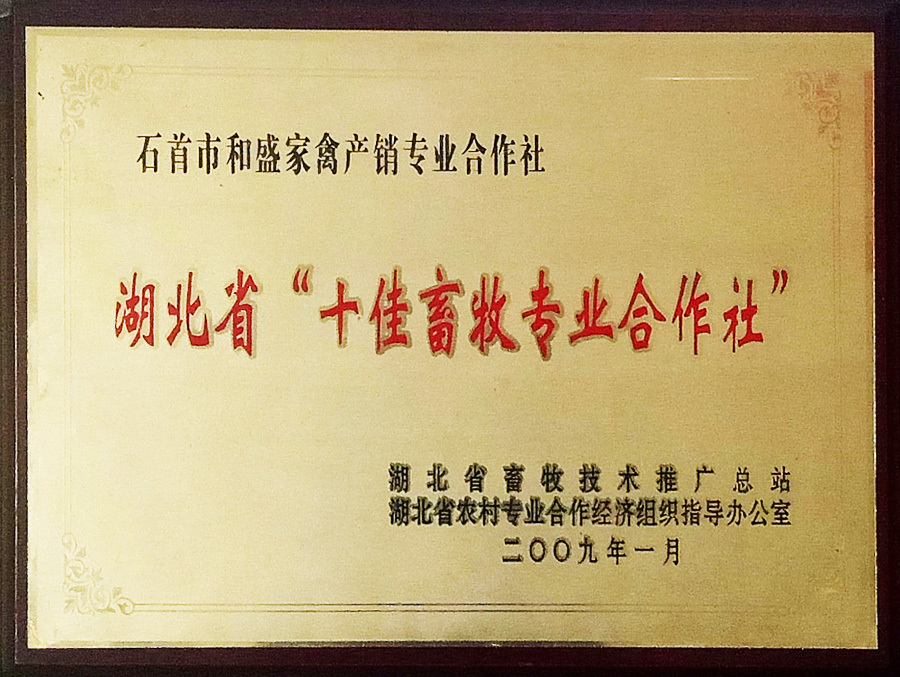 石首市和盛家禽产销专业合作社
湖北省“十佳畜牧专业合作社”
湖北省畜牧技术推广总站
湖北省农村专业合作经济组织指导办公室
二〇〇九年一月